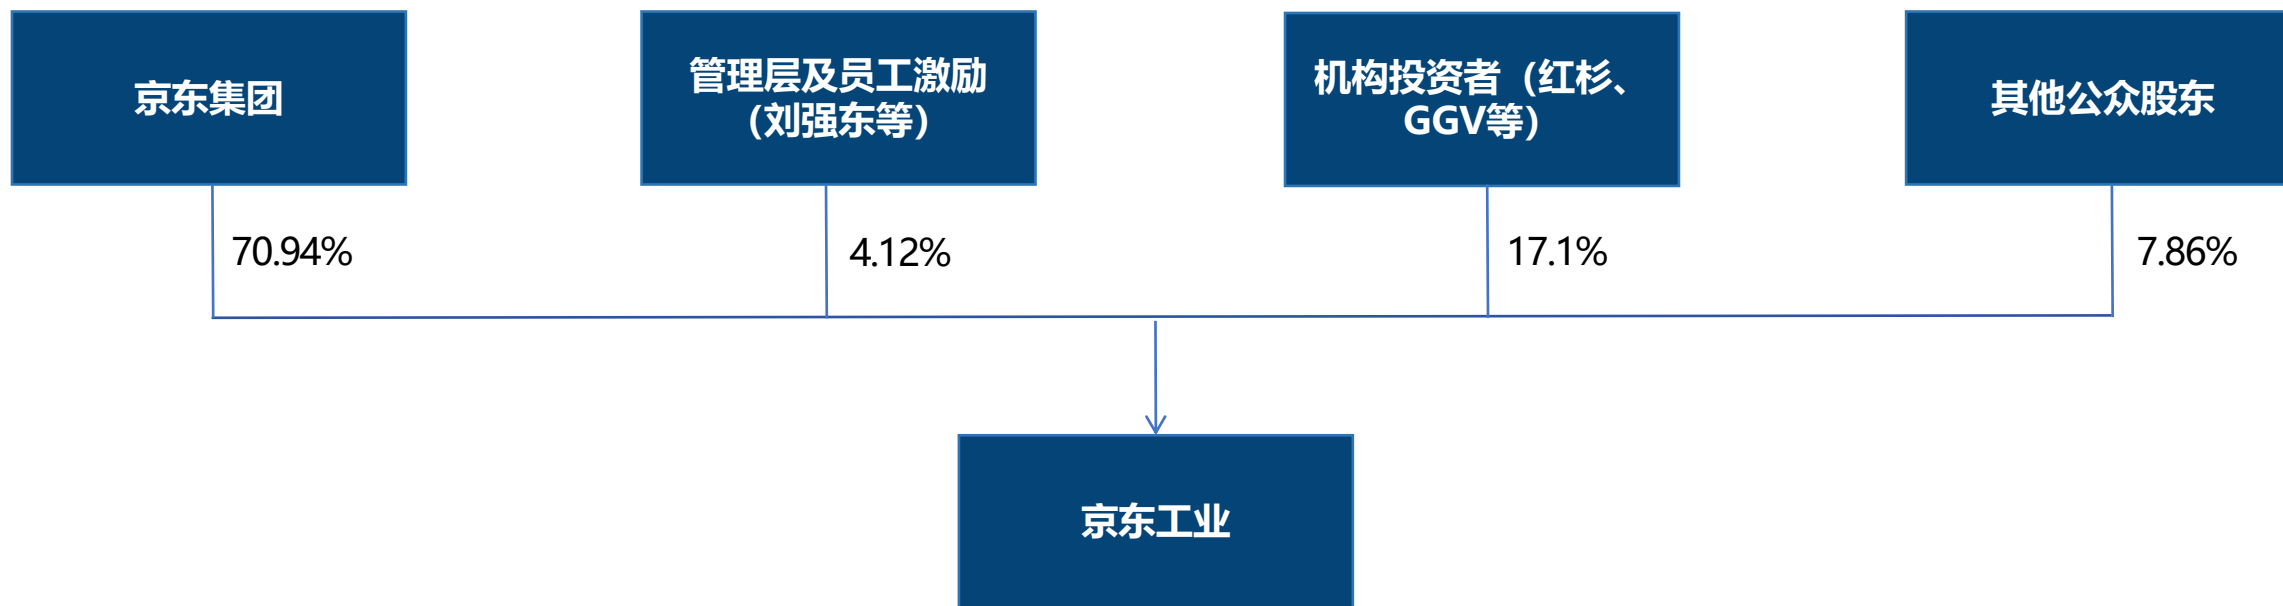 京东集团
管理层及员工激励
（刘强东等）
机构投资者（红杉、
GGV等）
其他公众股东
70.94%
4.12%
17.1%
7.86%
京东工业